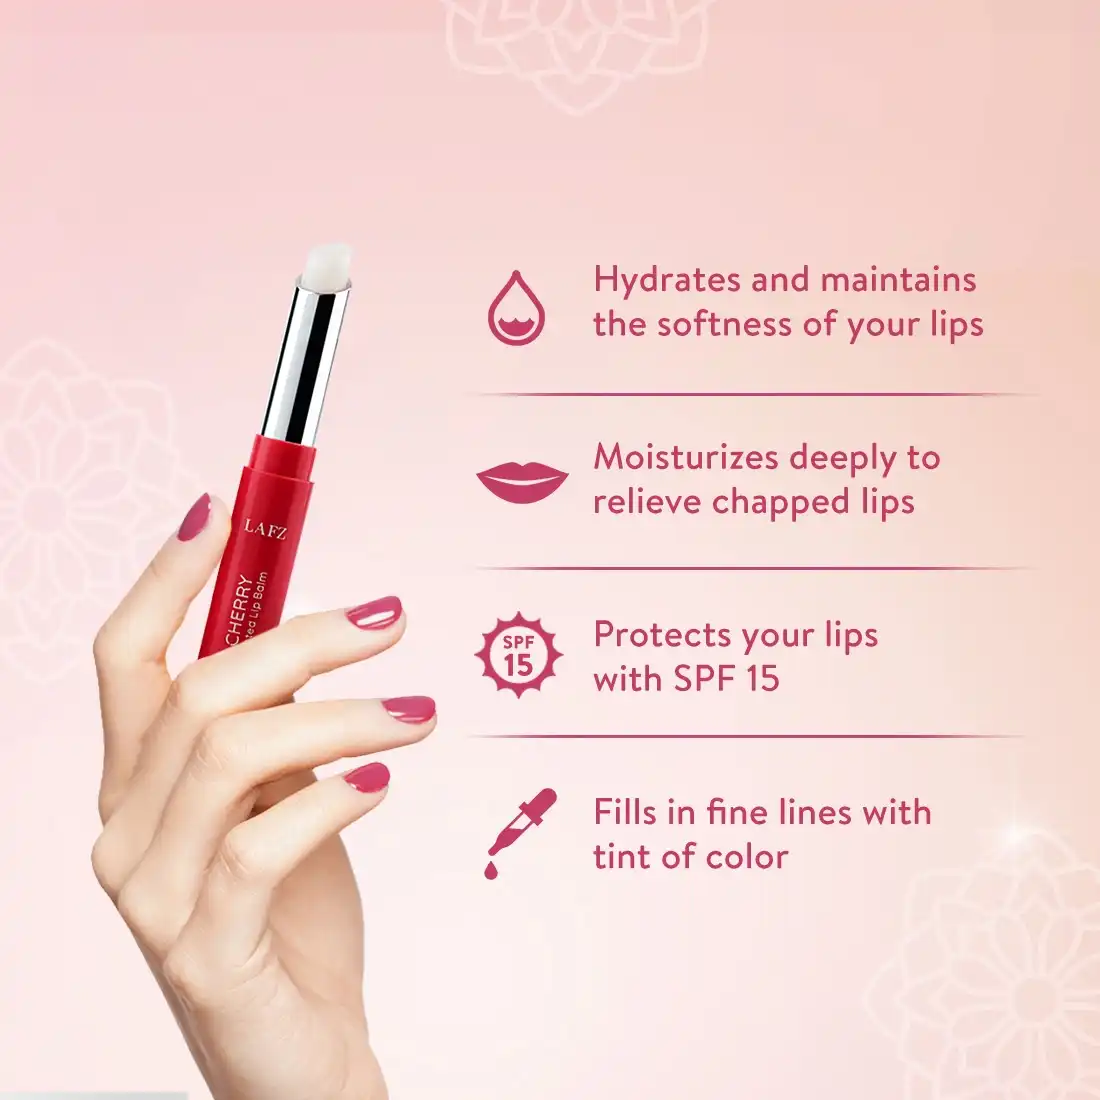 LAFZ
CHERRY
Lip Balm
Hydrates and maintains
the softness of your lips
Moisturizes deeply to
relieve chapped lips
SPF
15
Protects your lips
with SPF 15
Fills in fine lines with
tint of color